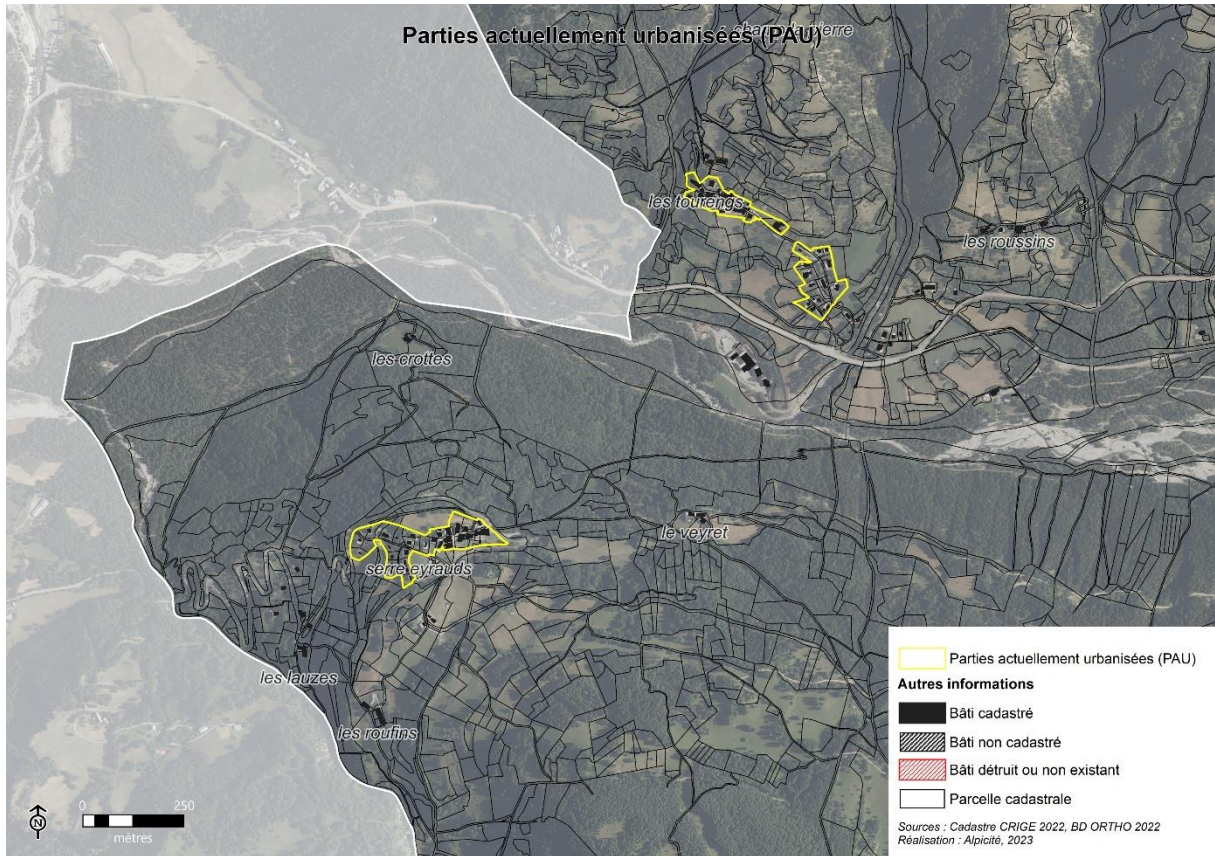 Parties actuellement urbanisées (PAU)
les tourengs
les roussins
les crottes
le veyret
serre eyrauds
les lauzes
les roufins
Parties actuellement urbanisées (PAU)
Autres informations
Bâti cadastré
Bâti non cadastré
Bâti détruit ou non existant
Parcelle cadastrale
Sources : Cadastre CRIGE 2022, BD ORTHO 2022
Réalisation : Alpicité, 2023
N
0 250
mètres